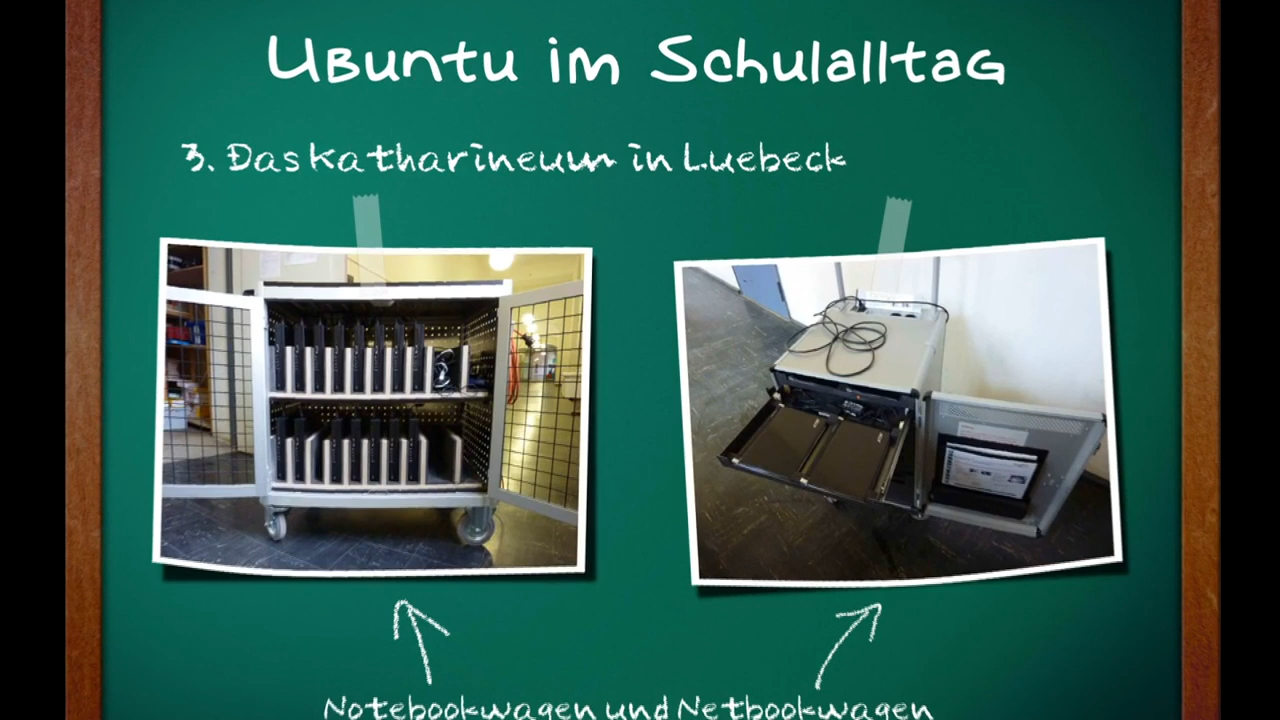 Ubuntu im Schulalltag
3. Das Katharineum in Luebeck
Notebookwagen und Netbookwagen